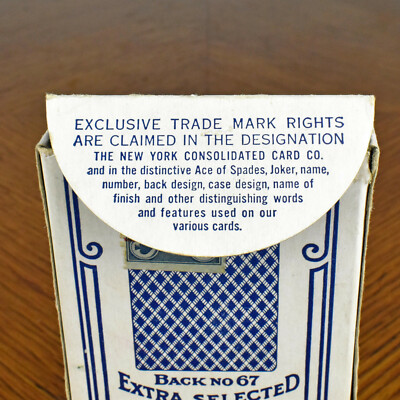 EXCLUSIVE TRADE MARK RIGHTS
ARE CLAIMED IN THE DESIGNATION
THE NEW YORK CONSOLIDATED CARD CO.
and in the distinctive Ace of Spades, Joker, name,
number, back design, case design, name of
finish and other distinguishing words
and features used on our
various cards.
BACK NO 67
EXTRA SELECTED